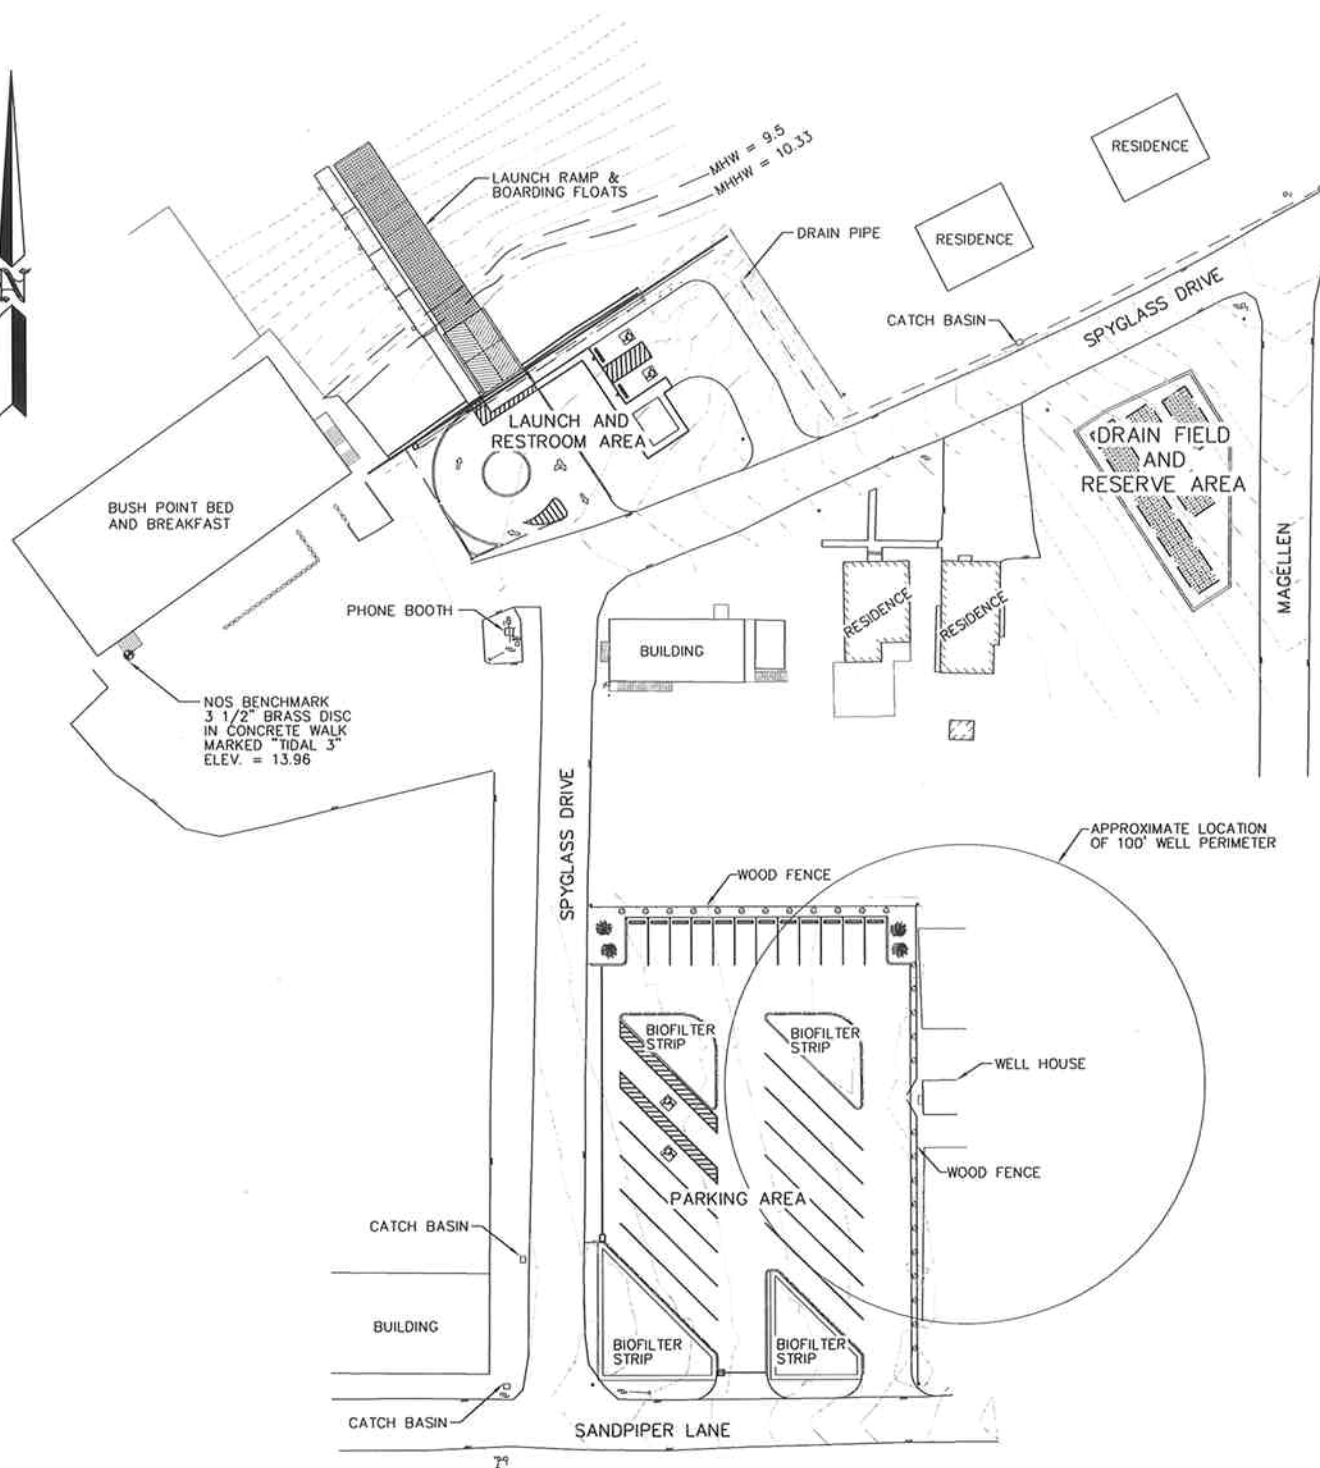 MHW = 9.5
MHHW = 10.33
RESIDENCE
LAUNCH RAMP &
BOARDING FLOATS
DRAIN PIPE
RESIDENCE
N
SPYGLASS DRIVE
CATCH BASIN
LAUNCH AND
RESTROOM AREA
DRAIN FIELD
AND
RESERVE AREA
BUSH POINT BED
AND BREAKFAST
MAGELLEN
PHONE BOOTH
RESIDENCE
RESIDENCE
BUILDING
NOS BENCHMARK
3 1/2" BRASS DISC
IN CONCRETE WALK
MARKED "TIDAL 3"
ELEV. = 13.96
SPYGLASS DRIVE
APPROXIMATE LOCATION
OF 100' WELL PERIMETER
WOOD FENCE
BIOFILTER
STRIP
BIOFILTER
STRIP
WELL HOUSE
WOOD FENCE
PARKING AREA
CATCH BASIN
BUILDING
BIOFILTER
STRIP
BIOFILTER
STRIP
CATCH BASIN
SANDPIPER LANE